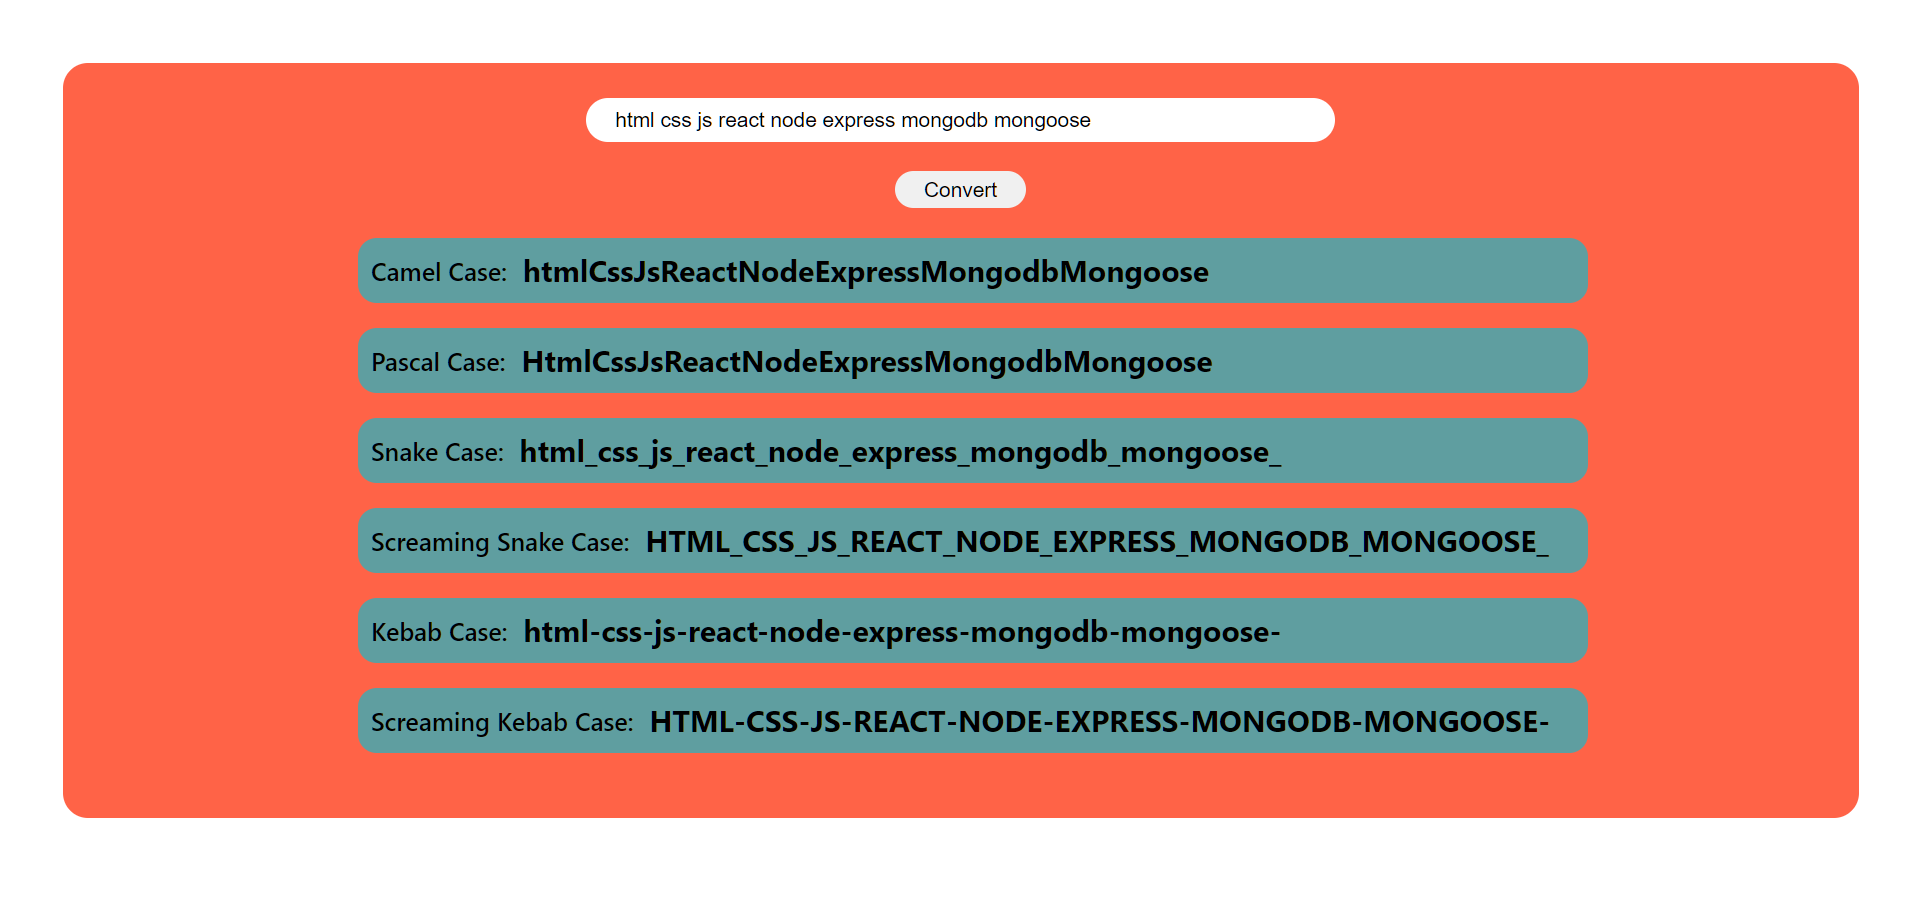 html css js react node express mongodb mongoose
Convert
Camel Case: htmlCssJsReactNodeExpressMongodbMongoose
Pascal Case: HtmlCssJsReactNodeExpressMongodbMongoose
Snake Case: html_css_js_react_node_express_mongodb_mongoose_
Screaming Snake Case: HTML_CSS_JS_REACT_NODE_EXPRESS_MONGODB_MONGOOSE_
Kebab Case: html-css-js-react-node-express-mongodb-mongoose-
Screaming Kebab Case: HTML-CSS-JS-REACT-NODE-EXPRESS-MONGODB-MONGOOSE-